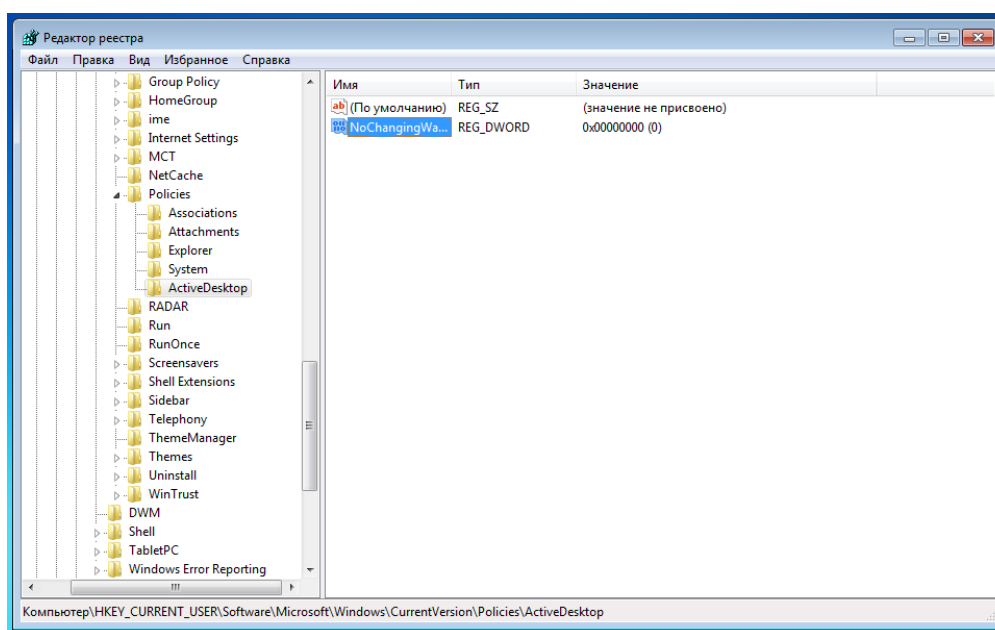 Редактор реестра
Файл Правка Вид Избранное Справка
Group Policy
HomeGroup
ime
Internet Settings
MCT
NetCache
Policies
Associations
Attachments
Explorer
System
ActiveDesktop
RADAR
Run
RunOnce
Screensavers
Shell Extensions
Sidebar
Telephony
ThemeManager
Themes
Uninstall
WinTrust
DWM
Shell
TabletPC
Windows Error Reporting
Имя Тип Значение
ab (По умолчанию) REG_SZ (значение не присвоено)
NoChangingWa... REG_DWORD 0x00000000 (0)
Компьютер\HKEY_CURRENT_USER\Software\Microsoft\Windows\CurrentVersion\Policies\ActiveDesktop